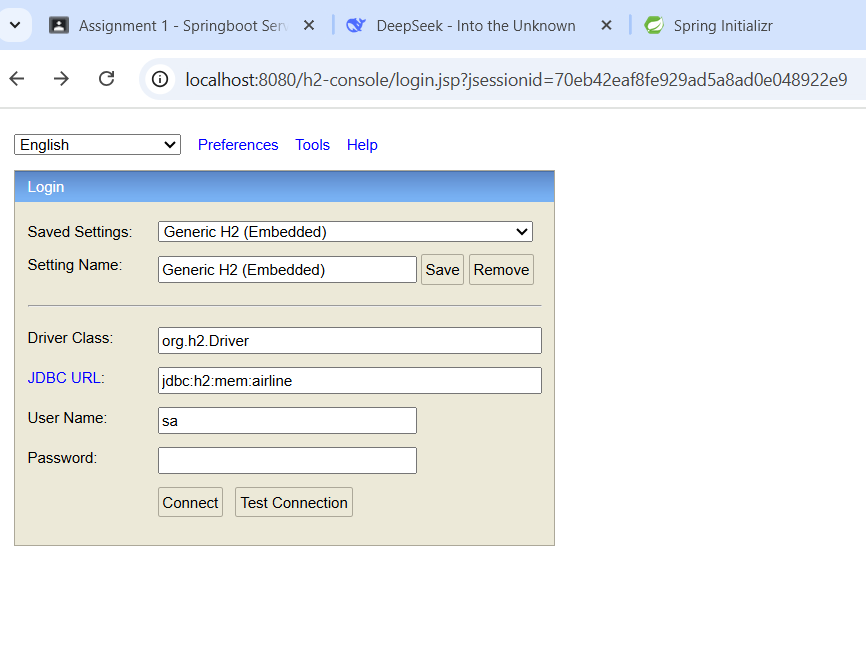 Assignment 1 - Springboot Ser
DeepSeek - Into the Unknown
Spring Initializr
localhost:8080/h2-console/login.jsp?jsessionid=70eb42eaf8fe929ad5a8ad0e048922e9
English Preferences Tools Help
Login
Saved Settings: Generic H2 (Embedded)
Setting Name: Generic H2 (Embedded) Save Remove
Driver Class: org.h2.Driver
JDBC URL: jdbc:h2:mem:airline
User Name: sa
Password:
Connect Test Connection